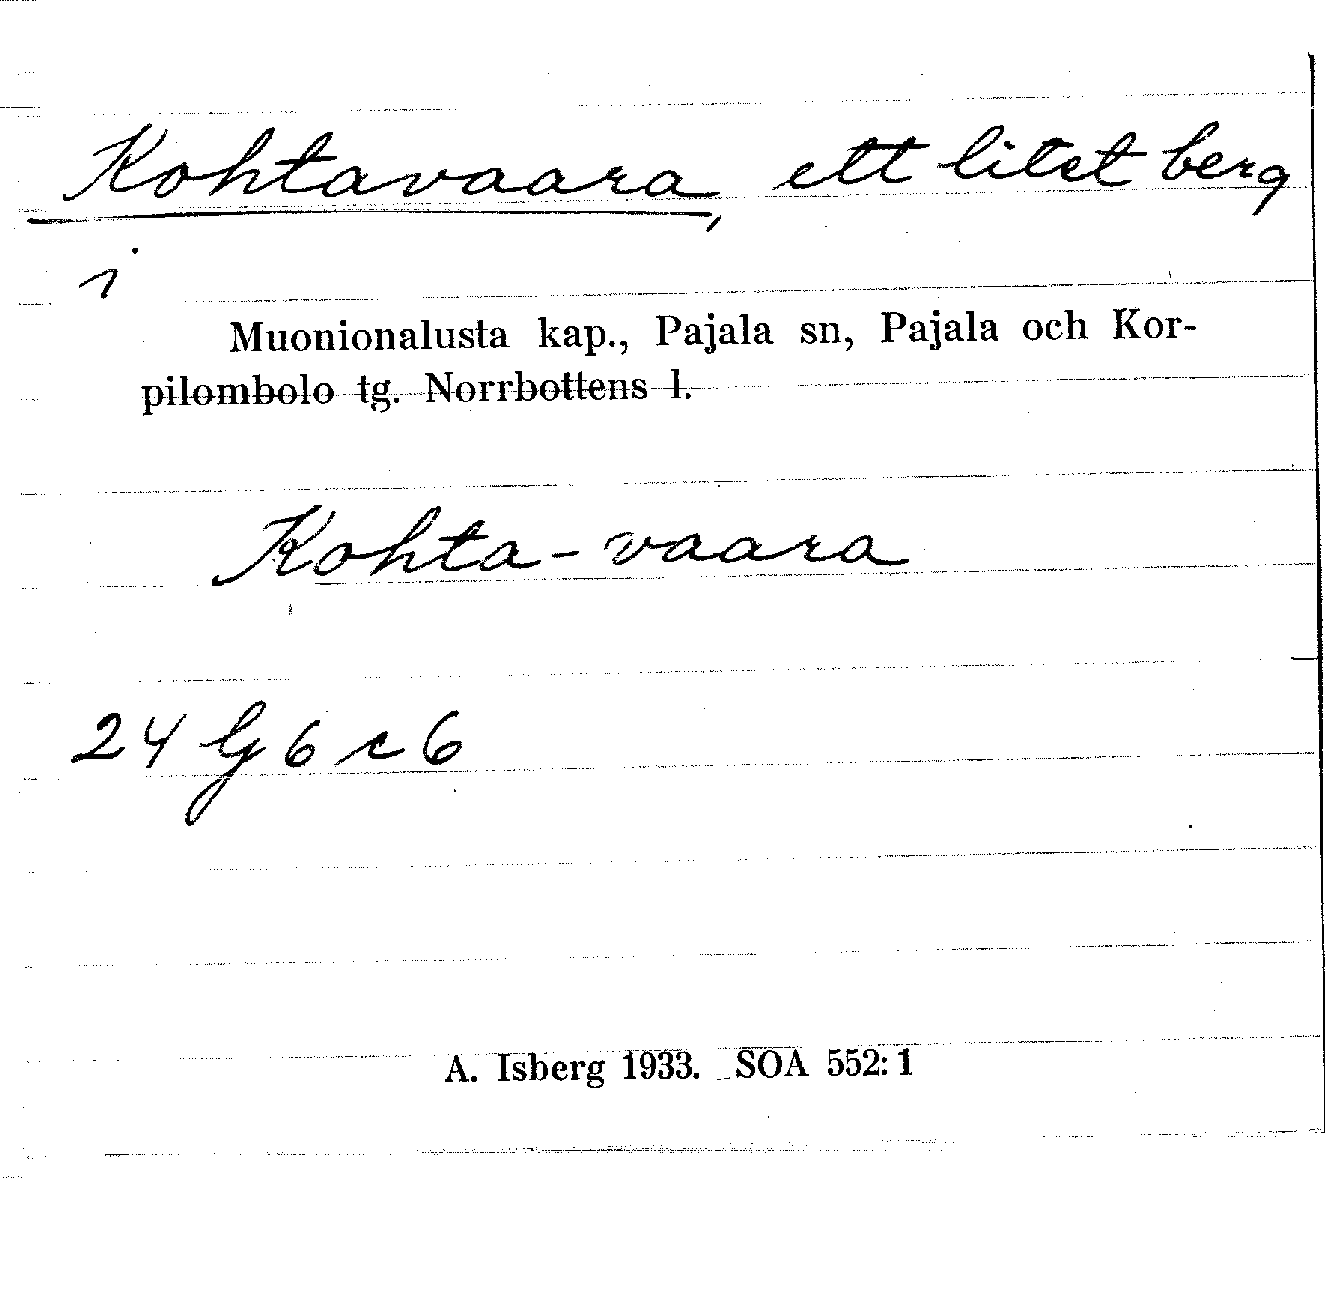 Kohtavaara, ett litet berg
i
Muonionalusta kap., Pajala sn, Pajala och Kor-
pilombolo tg. Norrbottens l.
Kohta-vaara
24 G 6 c 6
A. Isberg 1933. SOA 552:1